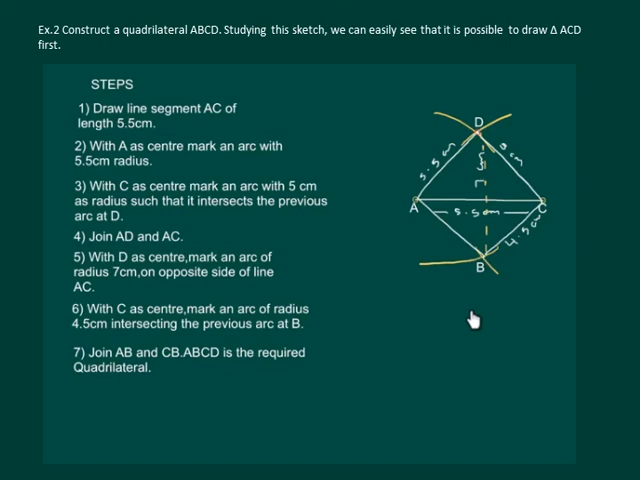 Ex.2 Construct a quadrilateral ABCD. Studying this sketch, we can easily see that it is possible to draw Δ ACD
first.
STEPS
1) Draw line segment AC of
length 5.5cm.
2) With A as centre mark an arc with
5.5cm radius.
3) With C as centre mark an arc with 5 cm
as radius such that it intersects the previous
arc at D.
4) Join AD and AC.
5) With D as centre,mark an arc of
radius 7cm,on opposite side of line
AC.
6) With C as centre,mark an arc of radius
4.5cm intersecting the previous arc at B.
7) Join AB and CB.ABCD is the required
Quadrilateral.
D
5.5 cm
cm
A
5.5cm
C
4.5cm
B